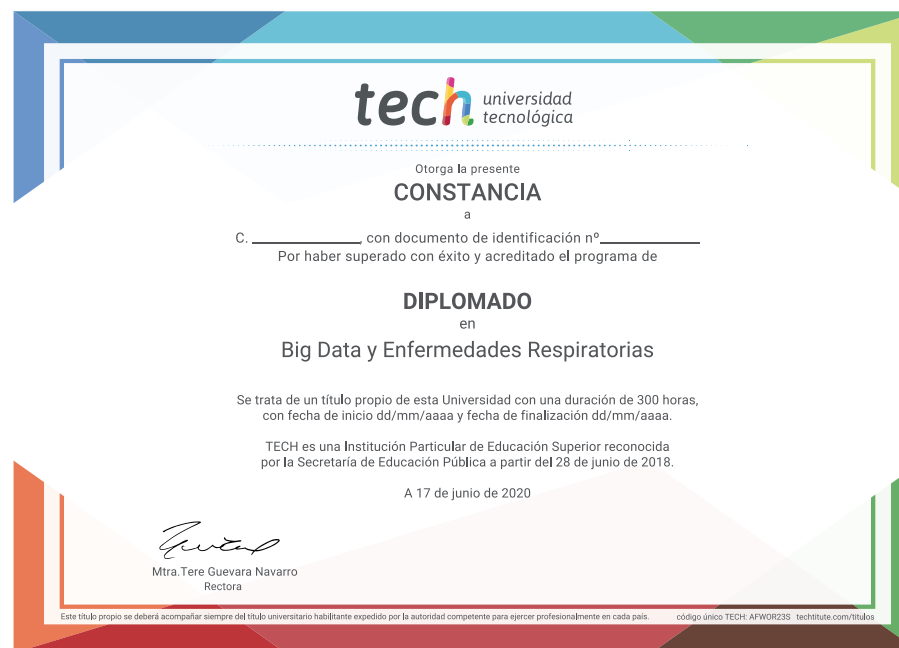 tech universidad
tecnológica
Otorga la presente
CONSTANCIA
a
C. ____________, con documento de identificación nº____________
Por haber superado con éxito y acreditado el programa de
DIPLOMADO
en
Big Data y Enfermedades Respiratorias
Se trata de un título propio de esta Universidad con una duración de 300 horas,
con fecha de inicio dd/mm/aaaa y fecha de finalización dd/mm/aaaa.
TECH es una Institución Particular de Educación Superior reconocida
por la Secretaría de Educación Pública a partir del 28 de junio de 2018.
A 17 de junio de 2020
Mtra.Tere Guevara Navarro
Rectora
Este título propio se deberá acompañar siempre del título universitario habilitante expedido por la autoridad competente para ejercer profesionalmente en cada país. código único TECH: AFWOR23S techtitute.com/titulos